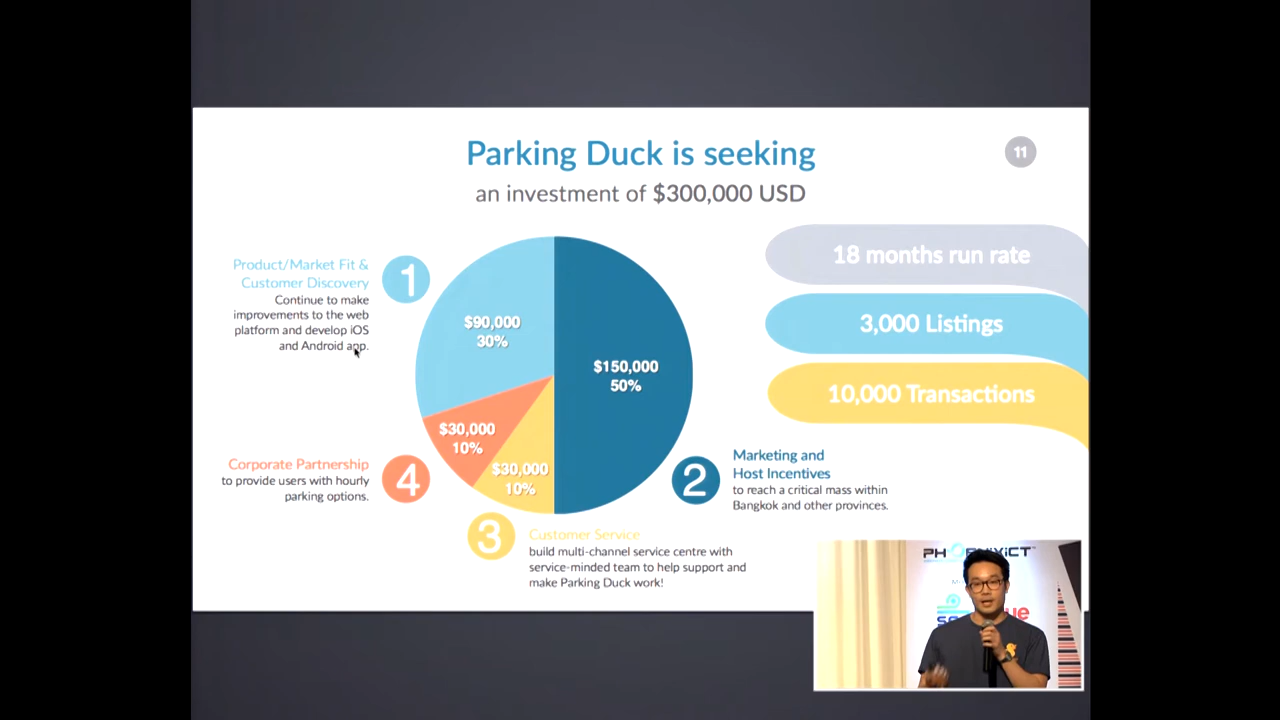 Parking Duck is seeking
11
an investment of $300,000 USD
Product/Market Fit &
Customer Discovery
Continue to make
improvements to the web
platform and develop iOS
and Android app.
1
$90,000
30%
$150,000
50%
18 months run rate
3,000 Listings
10,000 Transactions
$30,000
10%
$30,000
10%
Corporate Partnership
to provide users with hourly
parking options.
4
2
Marketing and
Host Incentives
to reach a critical mass within
Bangkok and other provinces.
3
Customer Service
build multi-channel service centre with
service-minded team to help support and
make Parking Duck work!